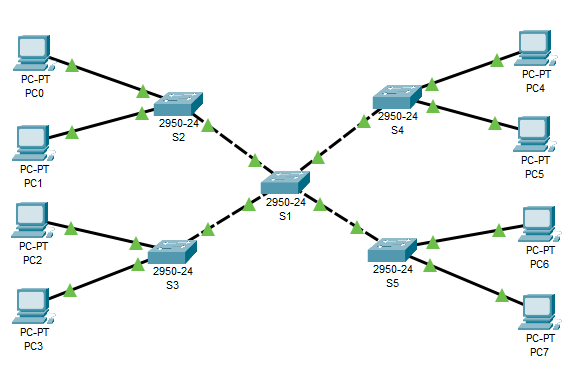 PC-PT
PC0
2950-24
S2
PC-PT
PC1
PC-PT
PC2
2950-24
S3
PC-PT
PC3
2950-24
S1
2950-24
S4
PC-PT
PC4
PC-PT
PC5
2950-24
S5
PC-PT
PC6
PC-PT
PC7